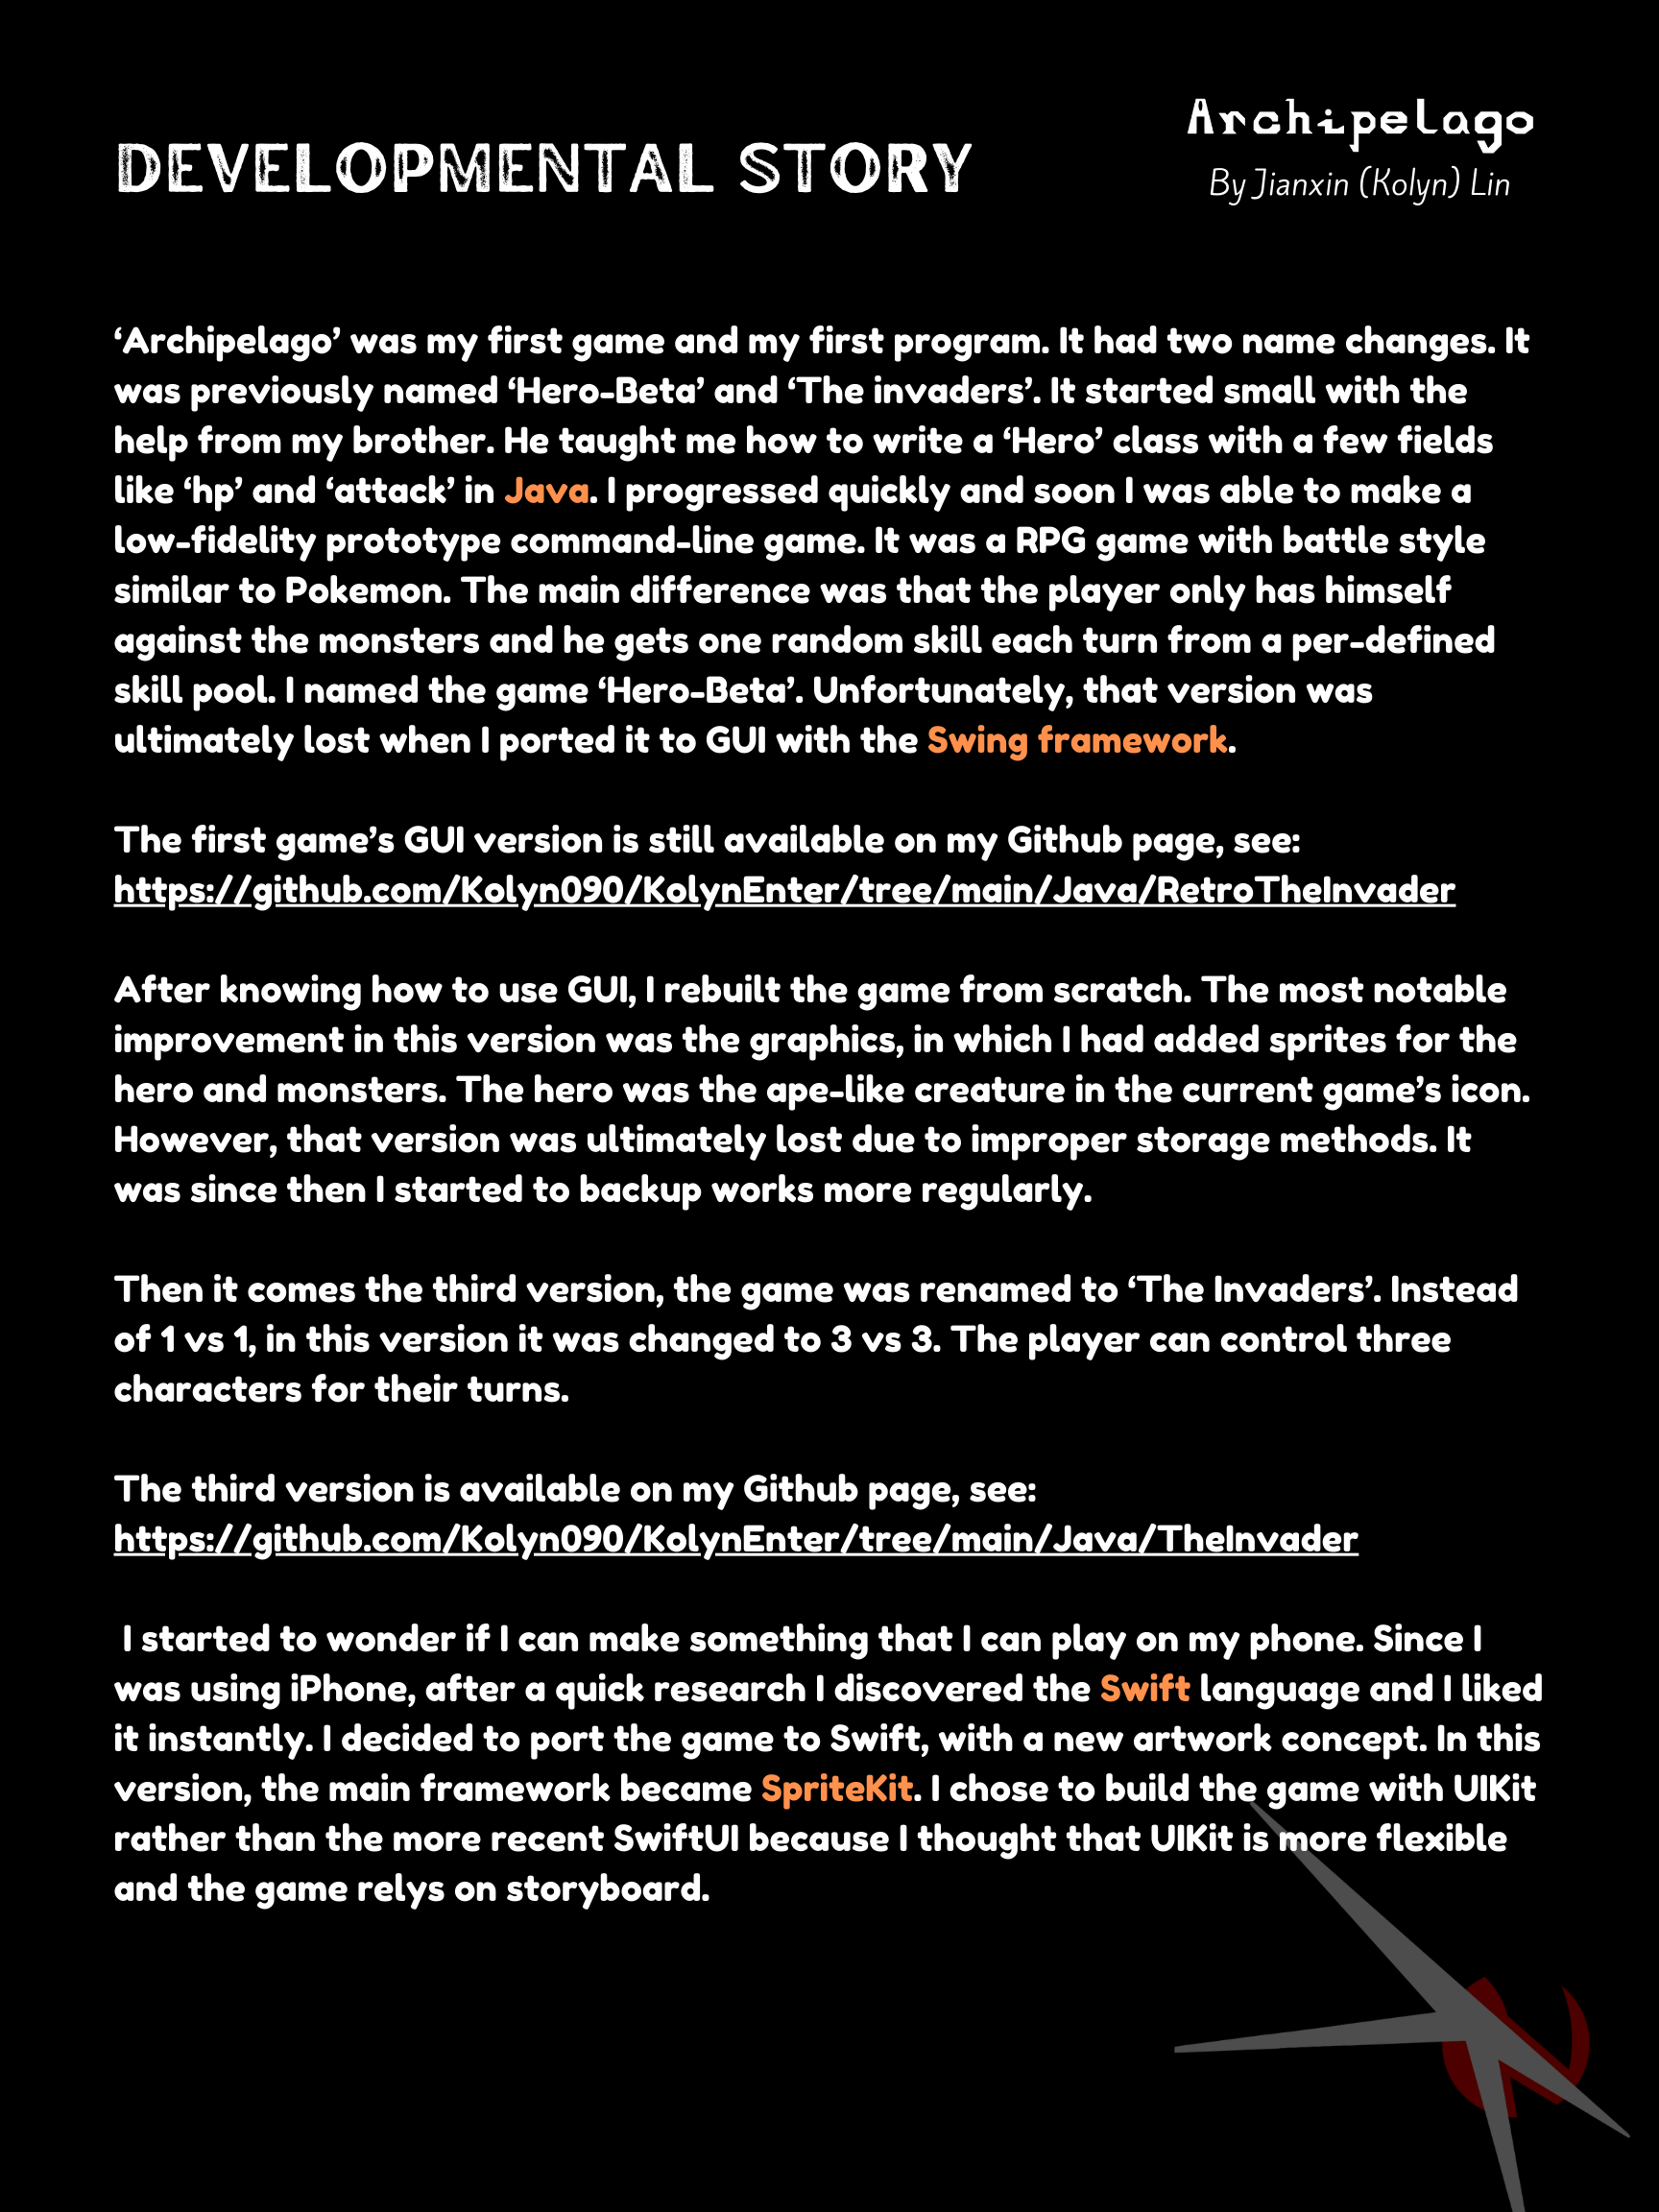 DEVELOPMENTAL STORY
Archipelago
By Jianxin (Kolyn) Lin
‘Archipelago’ was my first game and my first program. It had two name changes. It
was previously named ‘Hero-Beta’ and ‘The invaders’. It started small with the
help from my brother. He taught me how to write a ‘Hero’ class with a few fields
like ‘hp’ and ‘attack’ in Java. I progressed quickly and soon I was able to make a
low-fidelity prototype command-line game. It was a RPG game with battle style
similar to Pokemon. The main difference was that the player only has himself
against the monsters and he gets one random skill each turn from a per-defined
skill pool. I named the game ‘Hero-Beta’. Unfortunately, that version was
ultimately lost when I ported it to GUI with the Swing framework.
The first game’s GUI version is still available on my Github page, see:
https://github.com/Kolyn090/KolynEnter/tree/main/Java/RetroTheInvader
After knowing how to use GUI, I rebuilt the game from scratch. The most notable
improvement in this version was the graphics, in which I had added sprites for the
hero and monsters. The hero was the ape-like creature in the current game’s icon.
However, that version was ultimately lost due to improper storage methods. It
was since then I started to backup works more regularly.
Then it comes the third version, the game was renamed to ‘The Invaders’. Instead
of 1 vs 1, in this version it was changed to 3 vs 3. The player can control three
characters for their turns.
The third version is available on my Github page, see:
https://github.com/Kolyn090/KolynEnter/tree/main/Java/TheInvader
I started to wonder if I can make something that I can play on my phone. Since I
was using iPhone, after a quick research I discovered the Swift language and I liked
it instantly. I decided to port the game to Swift, with a new artwork concept. In this
version, the main framework became SpriteKit. I chose to build the game with UIKit
rather than the more recent SwiftUI because I thought that UIKit is more flexible
and the game relys on storyboard.